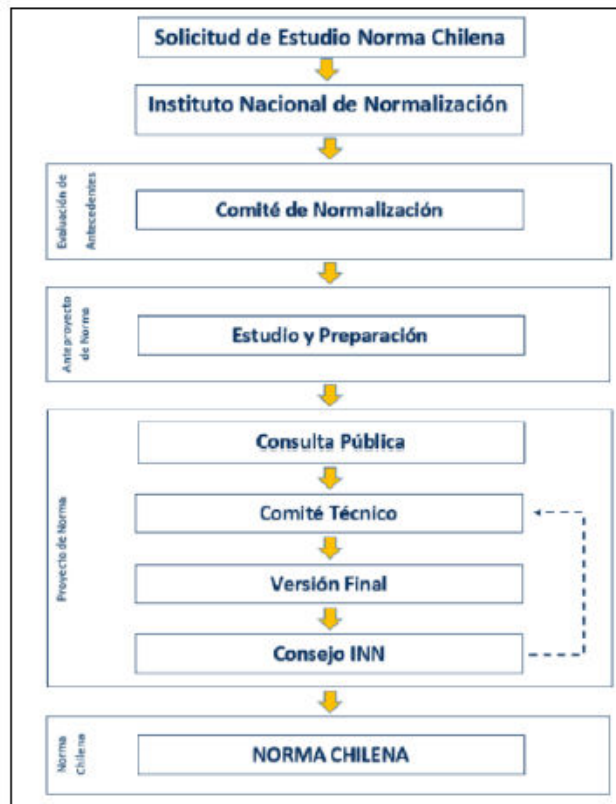 Solicitud de Estudio Norma Chilena
Instituto Nacional de Normalización
Evaluación de
Antecedentes
Comité de Normalización
Anteproyecto
de Norma
Estudio y Preparación
Proyecto de Norma
Consulta Pública
Comité Técnico
Versión Final
Consejo INN
Norma
Chilena
NORMA CHILENA